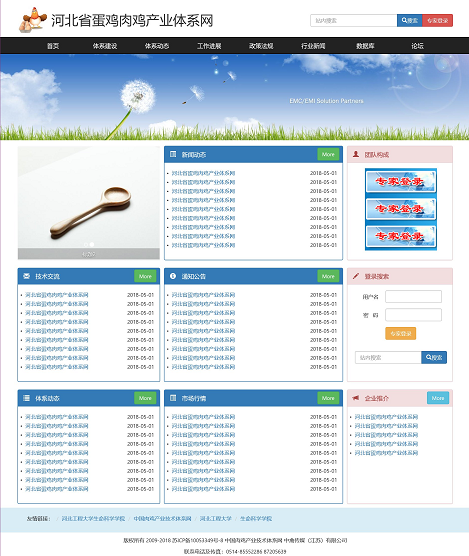 河北省蛋鸡肉鸡产业体系网
站内搜索 搜索 专家登录
首页 体系建设 体系动态 工作进展 政策法规 行业新闻 数据库 论坛
EMC/EMI Solution Partners
新闻动态 More
河北省蛋鸡肉鸡产业体系网 2018-05-01
河北省蛋鸡肉鸡产业体系网 2018-05-01
河北省蛋鸡肉鸡产业体系网 2018-05-01
河北省蛋鸡肉鸡产业体系网 2018-05-01
河北省蛋鸡肉鸡产业体系网 2018-05-01
河北省蛋鸡肉鸡产业体系网 2018-05-01
河北省蛋鸡肉鸡产业体系网 2018-05-01
河北省蛋鸡肉鸡产业体系网 2018-05-01
河北省蛋鸡肉鸡产业体系网 2018-05-01
团队构成
专家登录
专家登录
专家登录
技术交流 More
河北省蛋鸡肉鸡产业体系网 2018-05-01
河北省蛋鸡肉鸡产业体系网 2018-05-01
河北省蛋鸡肉鸡产业体系网 2018-05-01
河北省蛋鸡肉鸡产业体系网 2018-05-01
河北省蛋鸡肉鸡产业体系网 2018-05-01
河北省蛋鸡肉鸡产业体系网 2018-05-01
河北省蛋鸡肉鸡产业体系网 2018-05-01
河北省蛋鸡肉鸡产业体系网 2018-05-01
河北省蛋鸡肉鸡产业体系网 2018-05-01
通知公告 More
河北省蛋鸡肉鸡产业体系网 2018-05-01
河北省蛋鸡肉鸡产业体系网 2018-05-01
河北省蛋鸡肉鸡产业体系网 2018-05-01
河北省蛋鸡肉鸡产业体系网 2018-05-01
河北省蛋鸡肉鸡产业体系网 2018-05-01
河北省蛋鸡肉鸡产业体系网 2018-05-01
河北省蛋鸡肉鸡产业体系网 2018-05-01
河北省蛋鸡肉鸡产业体系网 2018-05-01
河北省蛋鸡肉鸡产业体系网 2018-05-01
登录搜索
用户名
密 码
专家登录
站内搜索 搜索
体系动态 More
河北省蛋鸡肉鸡产业体系网 2018-05-01
河北省蛋鸡肉鸡产业体系网 2018-05-01
河北省蛋鸡肉鸡产业体系网 2018-05-01
河北省蛋鸡肉鸡产业体系网 2018-05-01
河北省蛋鸡肉鸡产业体系网 2018-05-01
河北省蛋鸡肉鸡产业体系网 2018-05-01
河北省蛋鸡肉鸡产业体系网 2018-05-01
河北省蛋鸡肉鸡产业体系网 2018-05-01
河北省蛋鸡肉鸡产业体系网 2018-05-01
市场行情 More
河北省蛋鸡肉鸡产业体系网 2018-05-01
河北省蛋鸡肉鸡产业体系网 2018-05-01
河北省蛋鸡肉鸡产业体系网 2018-05-01
河北省蛋鸡肉鸡产业体系网 2018-05-01
河北省蛋鸡肉鸡产业体系网 2018-05-01
河北省蛋鸡肉鸡产业体系网 2018-05-01
河北省蛋鸡肉鸡产业体系网 2018-05-01
河北省蛋鸡肉鸡产业体系网 2018-05-01
河北省蛋鸡肉鸡产业体系网 2018-05-01
企业推介 More
河北省蛋鸡肉鸡产业体系网
河北省蛋鸡肉鸡产业体系网
河北省蛋鸡肉鸡产业体系网
河北省蛋鸡肉鸡产业体系网
河北省蛋鸡肉鸡产业体系网
友情链接: 河北工程大学生命科学学院 中国肉鸡产业技术体系网 河北工程大学 生命科学学院
版权所有 2009-2018 苏ICP备10053349号-8 中国肉鸡产业技术体系网 中禽传媒（江苏）有限公司
联系电话及传真：0514-85552286 87205639